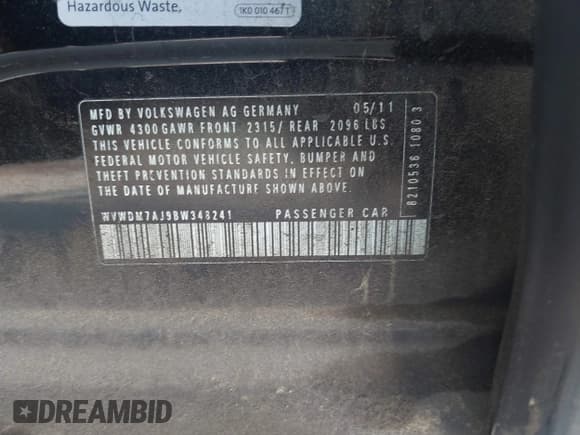 Hazardous Waste,
1K0 010 467 T
MFD BY VOLKSWAGEN AG GERMANY 05/11
GVWR 4300 GAWR FRONT 2315/ REAR 2096 LBS
THIS VEHICLE CONFORMS TO ALL APPLICABLE U.S.
FEDERAL MOTOR VEHICLE SAFETY, BUMPER AND
THEFT PREVENTION STANDARDS IN EFFECT ON THE
DATE OF MANUFACTURE SHOWN ABOVE.
WVWDM7AJ9BW348241 PASSENGER CAR
8210536 1080 3
DREAMBID